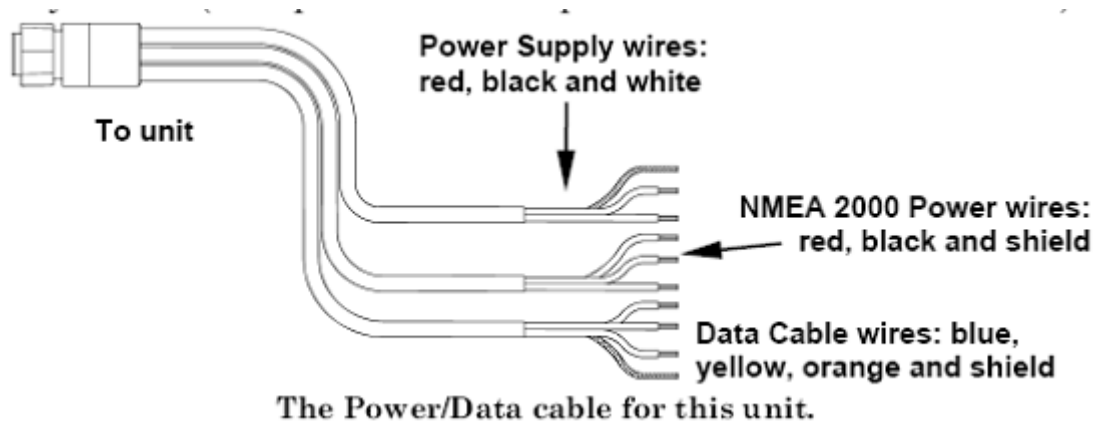 Power Supply wires:
red, black and white
To unit
NMEA 2000 Power wires:
red, black and shield
Data Cable wires: blue,
yellow, orange and shield
The Power/Data cable for this unit.